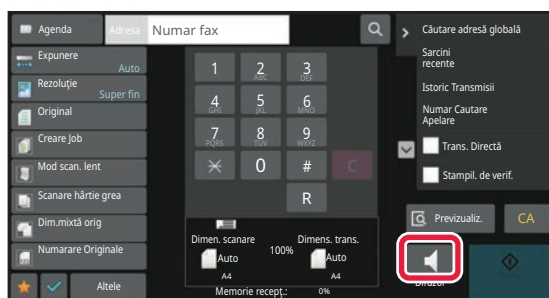 Agenda
Adresa
Numar fax
Căutare adresă globală
Expunere
Auto
Sarcini
recente
Rezoluție
Super fin
Istoric Transmisii
Original
Numar Cautare
Apelare
Creare Job
Trans. Directă
Mod scan. lent
Stampil. de verif.
Scanare hârtie grea
Dim.mixtă orig
Numarare Originale
Altele
1
2
ABC
3
DEF
4
GHI
5
JKL
6
MNO
7
PQRS
8
TUV
9
WXYZ
0
#
C
R
Previzualiz.
CA
Dimen. scanare
100%
Dimens. trans.
Auto
Auto
A4
A4
Memorie recepț.:
0%
Difuzor